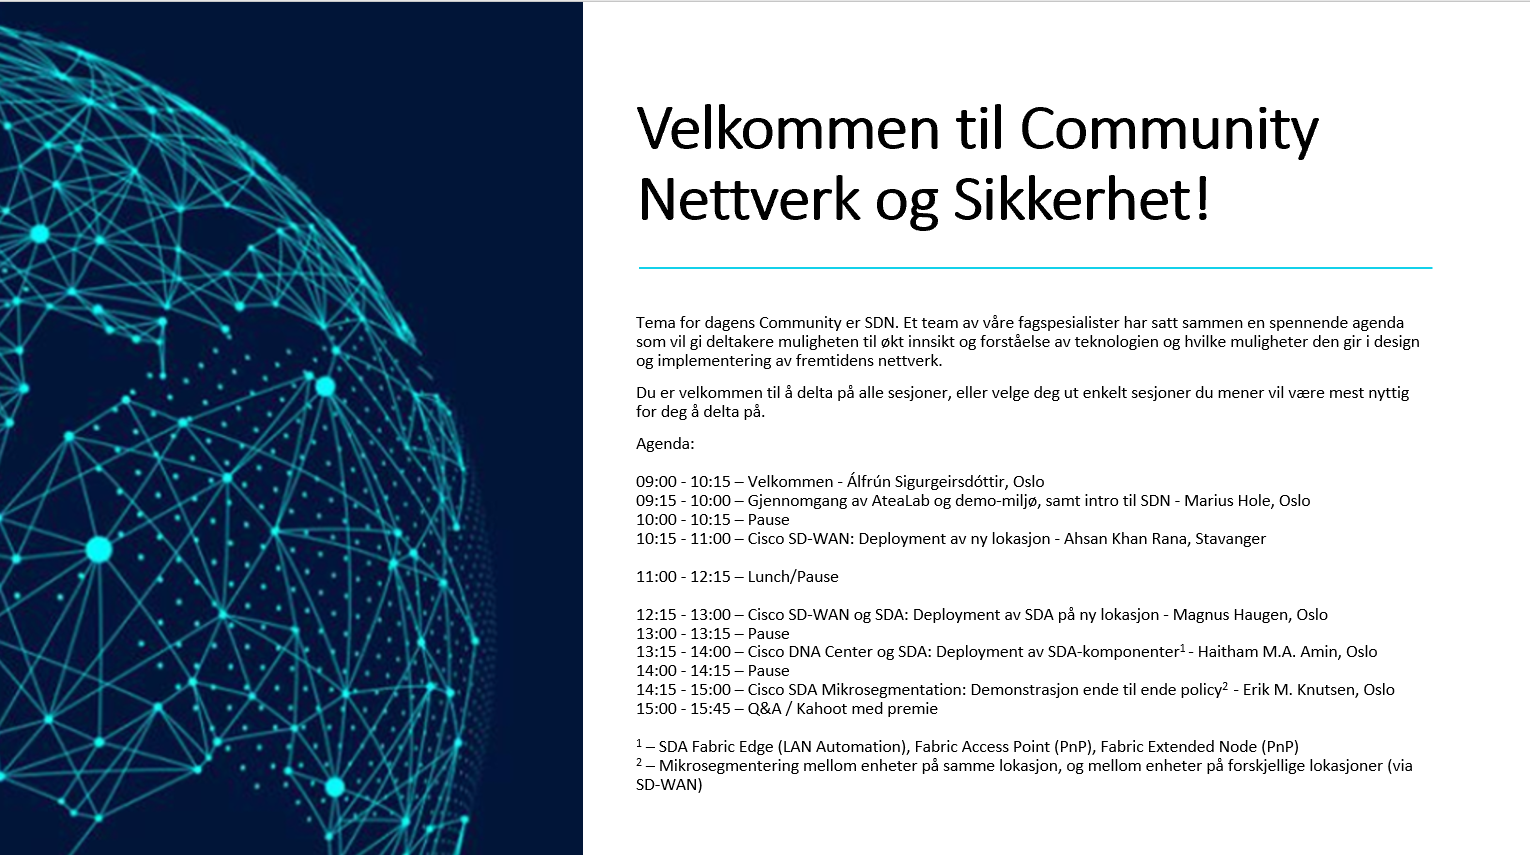 Velkommen til Community
Nettverk og Sikkerhet!
Tema for dagens Community er SDN. Et team av våre fagspesialister har satt sammen en spennende agenda
som vil gi deltakere muligheten til økt innsikt og forståelse av teknologien og hvilke muligheter den gir i design
og implementering av fremtidens nettverk.
Du er velkommen til å delta på alle sesjoner, eller velge deg ut enkelt sesjoner du mener vil være mest nyttig
for deg å delta på.
Agenda:
09:00 - 10:15 – Velkommen - Álfrún Sigurgeirsdóttir, Oslo
09:15 - 10:00 – Gjennomgang av AteaLab og demo-miljø, samt intro til SDN - Marius Hole, Oslo
10:00 - 10:15 – Pause
10:15 - 11:00 – Cisco SD-WAN: Deployment av ny lokasjon - Ahsan Khan Rana, Stavanger
11:00 - 12:15 – Lunch/Pause
12:15 - 13:00 – Cisco SD-WAN og SDA: Deployment av SDA på ny lokasjon - Magnus Haugen, Oslo
13:00 - 13:15 – Pause
13:15 - 14:00 – Cisco DNA Center og SDA: Deployment av SDA-komponenter¹ - Haitham M.A. Amin, Oslo
14:00 - 14:15 – Pause
14:15 - 15:00 – Cisco SDA Mikrosegmentation: Demonstrasjon ende til ende policy² - Erik M. Knutsen, Oslo
15:00 - 15:45 – Q&A / Kahoot med premie
¹ – SDA Fabric Edge (LAN Automation), Fabric Access Point (PnP), Fabric Extended Node (PnP)
² – Mikrosegmentering mellom enheter på samme lokasjon, og mellom enheter på forskjellige lokasjoner (via
SD-WAN)